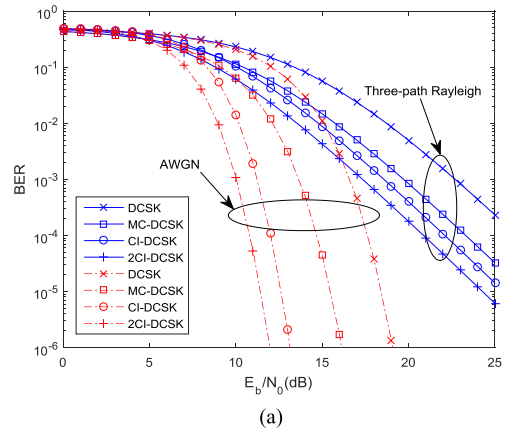 10^-1
10^-2
10^-3
10^-4
10^-5
10^-6
BER
Three-path Rayleigh
AWGN
DCSK
MC-DCSK
CI-DCSK
2CI-DCSK
DCSK
MC-DCSK
CI-DCSK
2CI-DCSK
0 5 10 15 20 25
E_b/N_0(dB)
(a)